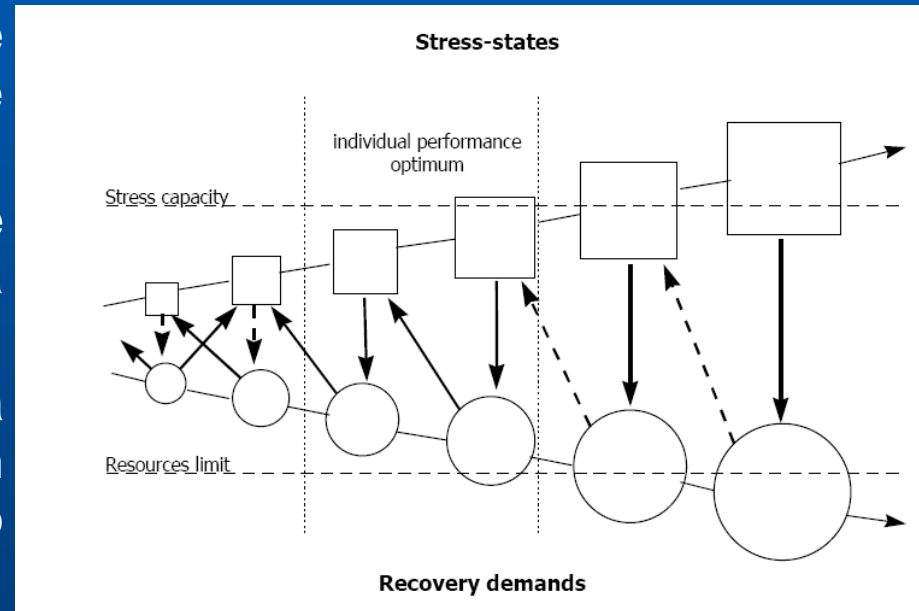 Stress-states
individual performance
optimum
Stress capacity
Resources limit
Recovery demands